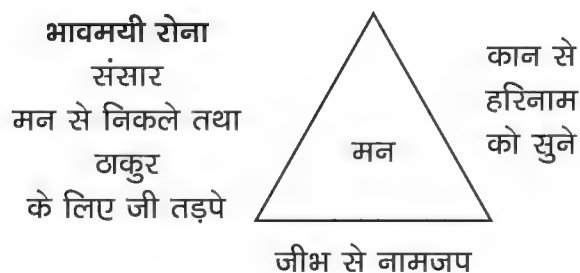 भावमयी रोना
संसार
मन से निकले तथा
ठाकुर
के लिए जी तड़पे
मन
कान से
हरिनाम
को सुने
जीभ से नामजप